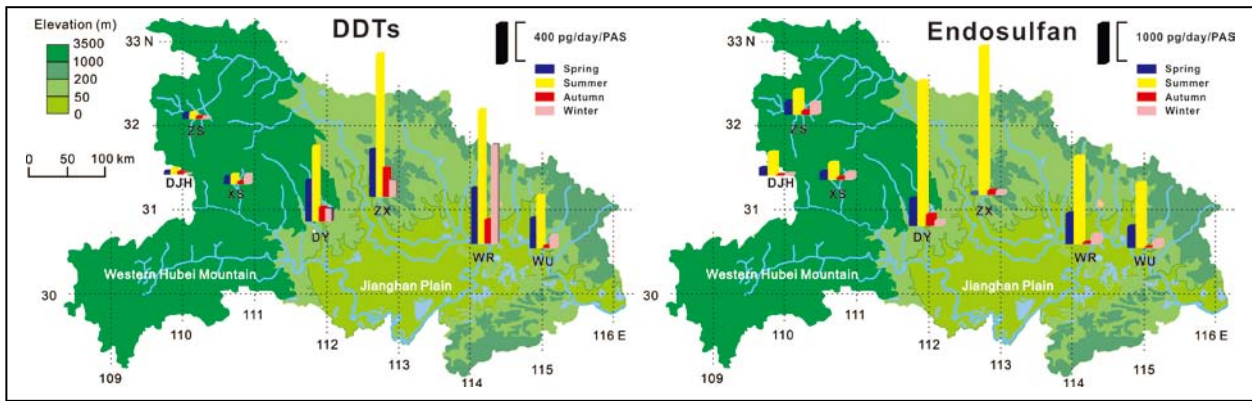 Elevation (m)
3500
1000
200
50
0
33 N
32
31
30
0 50 100 km
DDTs
400 pg/day/PAS
Spring
Summer
Autumn
Winter
ZS
DJH
XS
DY
ZX
WR
WU
Western Hubei Mountain
Jianghan Plain
109
110
111
112
113
114
115
116 E
Endosulfan
1000 pg/day/PAS
Spring
Summer
Autumn
Winter
33 N
32
31
30
ZS
DJH
XS
DY
ZX
WR
WU
Western Hubei Mountain
Jianghan Plain
109
110
111
112
113
114
115
116 E